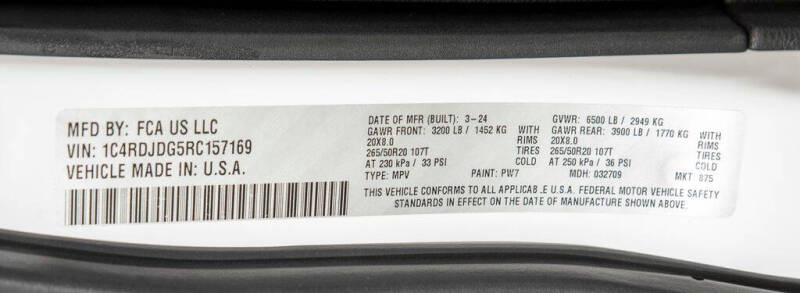 MFD BY: FCA US LLC
VIN: 1C4RDJDG5RC157169
VEHICLE MADE IN: U.S.A.
DATE OF MFR (BUILT): 3-24 GVWR: 6500 LB / 2949 KG
GAWR FRONT: 3200 LB / 1452 KG GAWR REAR: 3900 LB / 1770 KG
20X8.0 TIRES 20X8.0 TIRES
265/50R20 107T 265/50R20 107T
AT 230 kPa / 33 PSI COLD AT 250 kPa / 36 PSI COLD
TYPE: MPV PAINT: PW7 MDH: 032709 MKT 875
THIS VEHICLE CONFORMS TO ALL APPLICAB.E U.S.A. FEDERAL MOTOR VEHICLE SAFETY
STANDARDS IN EFFECT ON THE DATE OF MANUFACTURE SHOWN ABOVE.